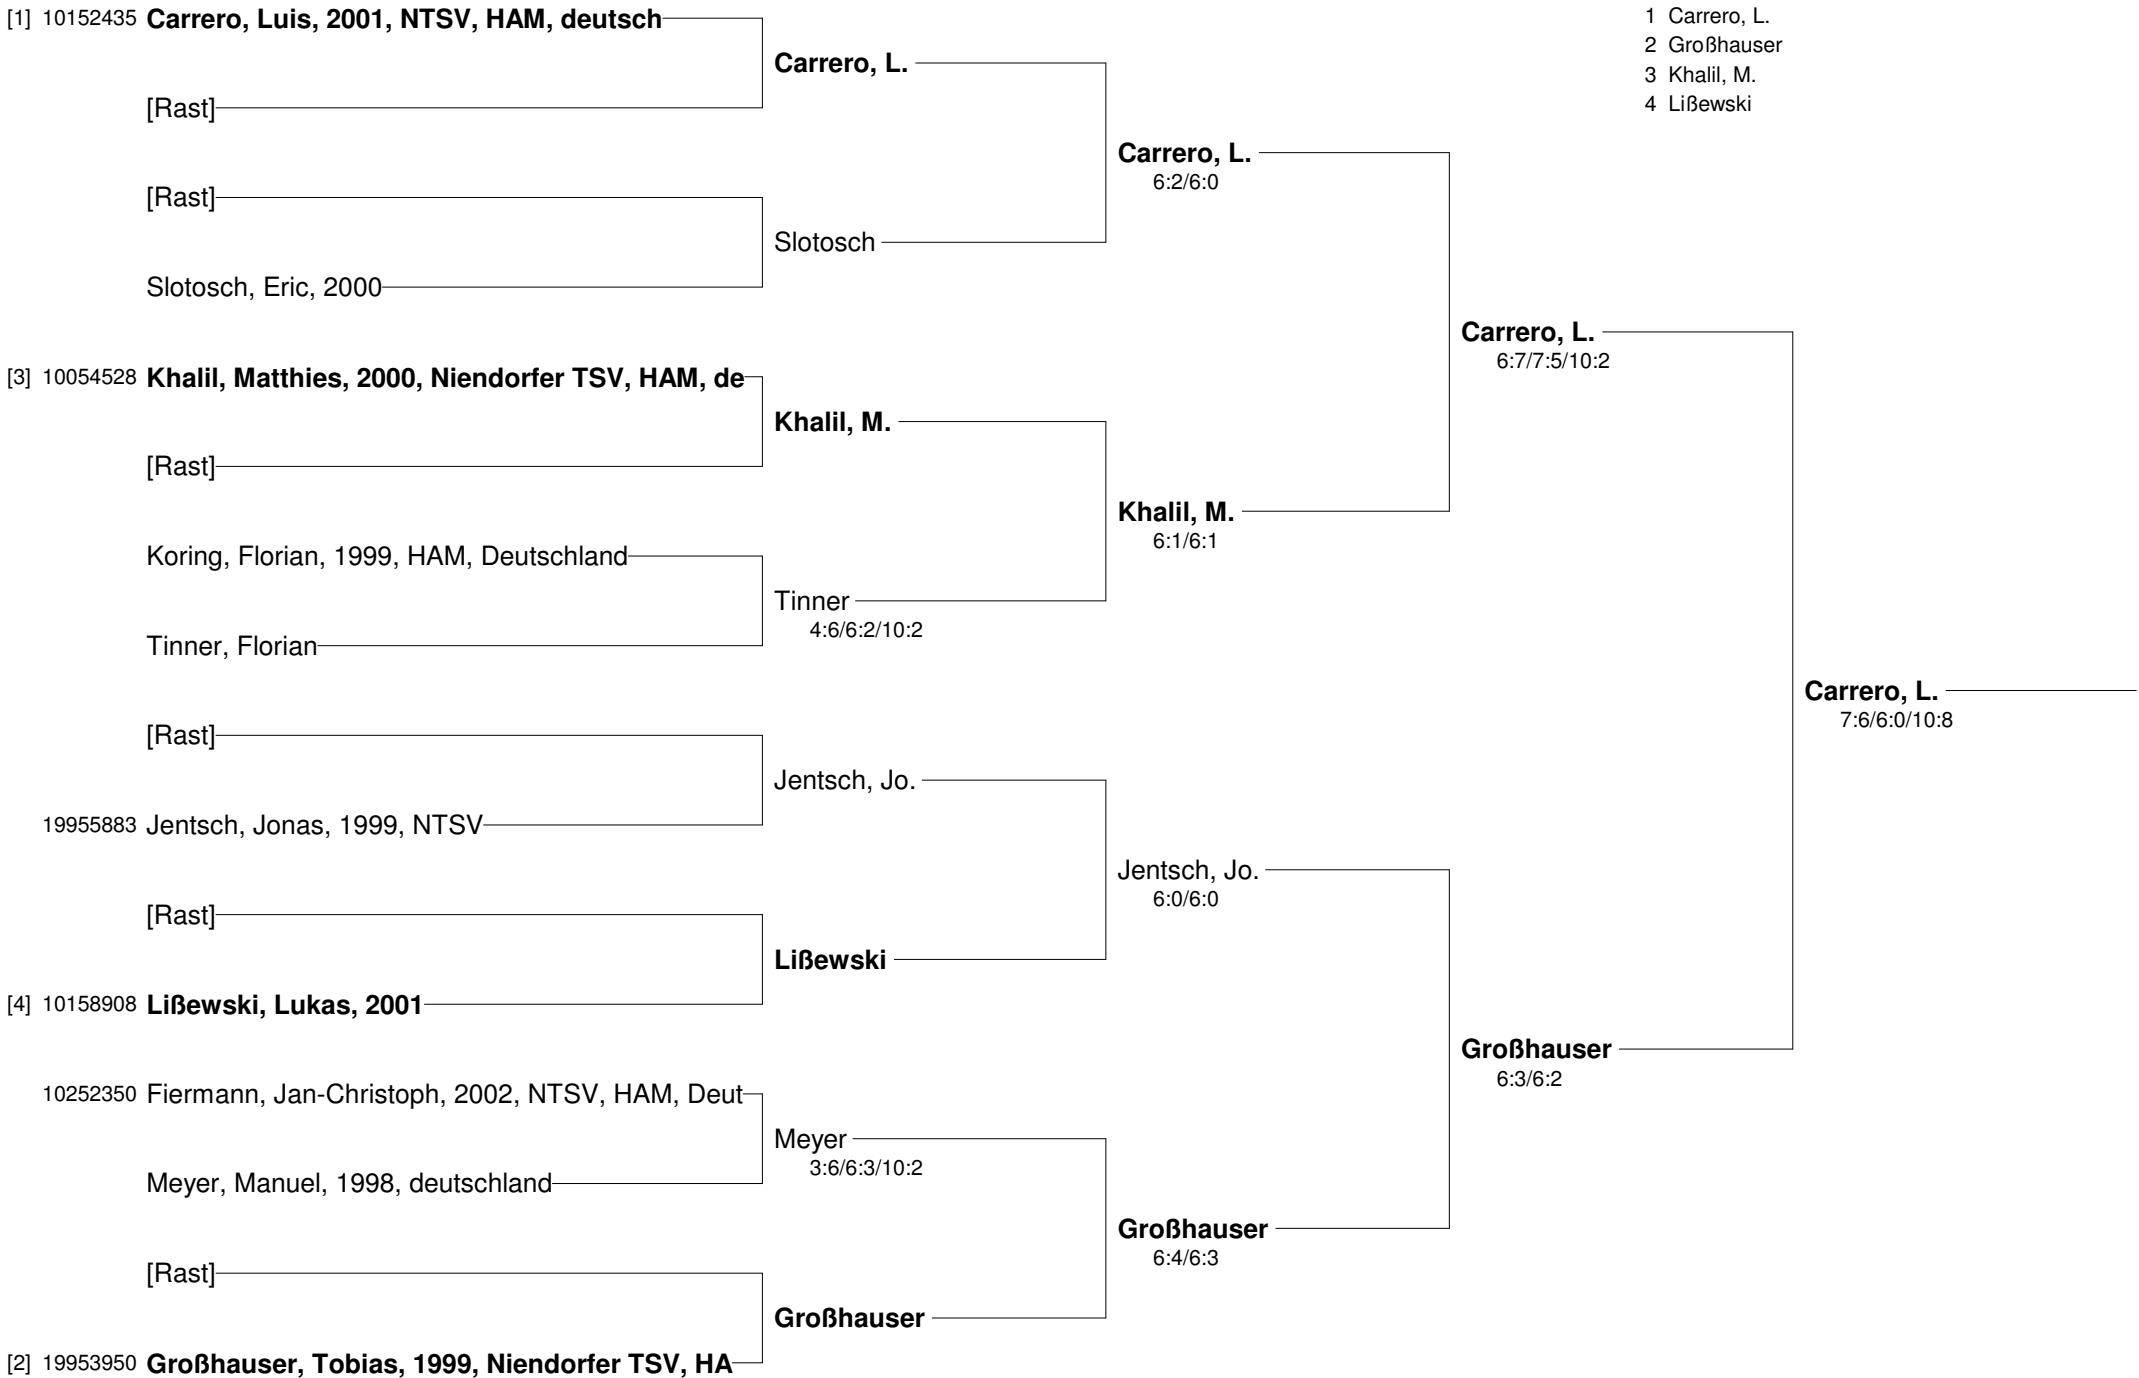 [1] 10152435 Carrero, Luis, 2001, NTSV, HAM, deutsch
1 Carrero, L.
2 Großhauser
3 Khalil, M.
4 Lißewski
Carrero, L.
[Rast]
Carrero, L.
6:2/6:0
[Rast]
Slotosch
Slotosch, Eric, 2000
Carrero, L.
6:7/7:5/10:2
[3] 10054528 Khalil, Matthies, 2000, Niendorfer TSV, HAM, de
Khalil, M.
[Rast]
Khalil, M.
6:1/6:1
Koring, Florian, 1999, HAM, Deutschland
Tinner
4:6/6:2/10:2
Tinner, Florian
Carrero, L.
7:6/6:0/10:8
[Rast]
Jentsch, Jo.
19955883 Jentsch, Jonas, 1999, NTSV
Jentsch, Jo.
6:0/6:0
[Rast]
Lißewski
[4] 10158908 Lißewski, Lukas, 2001
Großhauser
6:3/6:2
10252350 Fiermann, Jan-Christoph, 2002, NTSV, HAM, Deut
Meyer
3:6/6:3/10:2
Meyer, Manuel, 1998, deutschland
Großhauser
6:4/6:3
[Rast]
Großhauser
[2] 19953950 Großhauser, Tobias, 1999, Niendorfer TSV, HA